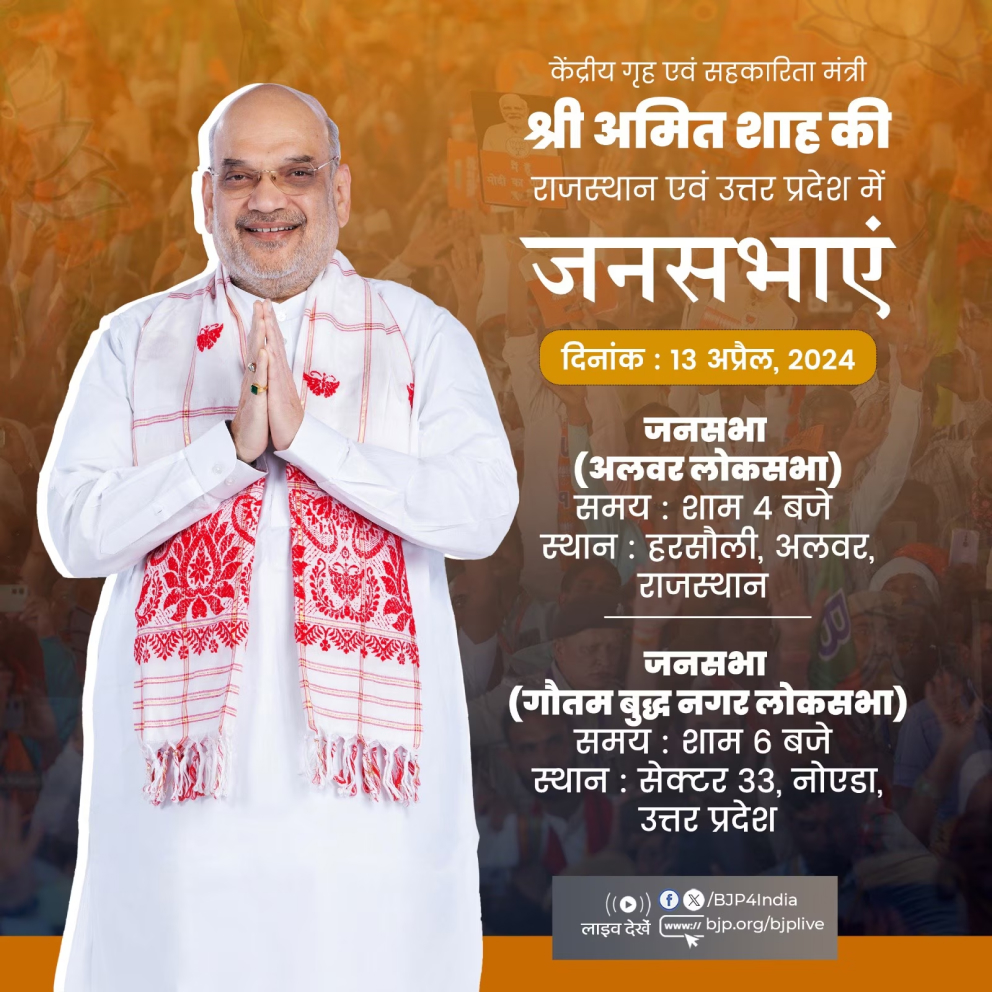 केंद्रीय गृह एवं सहकारिता मंत्री
श्री अमित शाह की
राजस्थान एवं उत्तर प्रदेश में
जनसभाएं
दिनांक : 13 अप्रैल, 2024
जनसभा
(अलवर लोकसभा)
समय : शाम 4 बजे
स्थान : हरसौली, अलवर,
राजस्थान
जनसभा
(गौतम बुद्ध नगर लोकसभा)
समय : शाम 6 बजे
स्थान : सेक्टर 33, नोएडा,
उत्तर प्रदेश
/BJP4India
लाइव देखें www:// bjp.org/bjplive